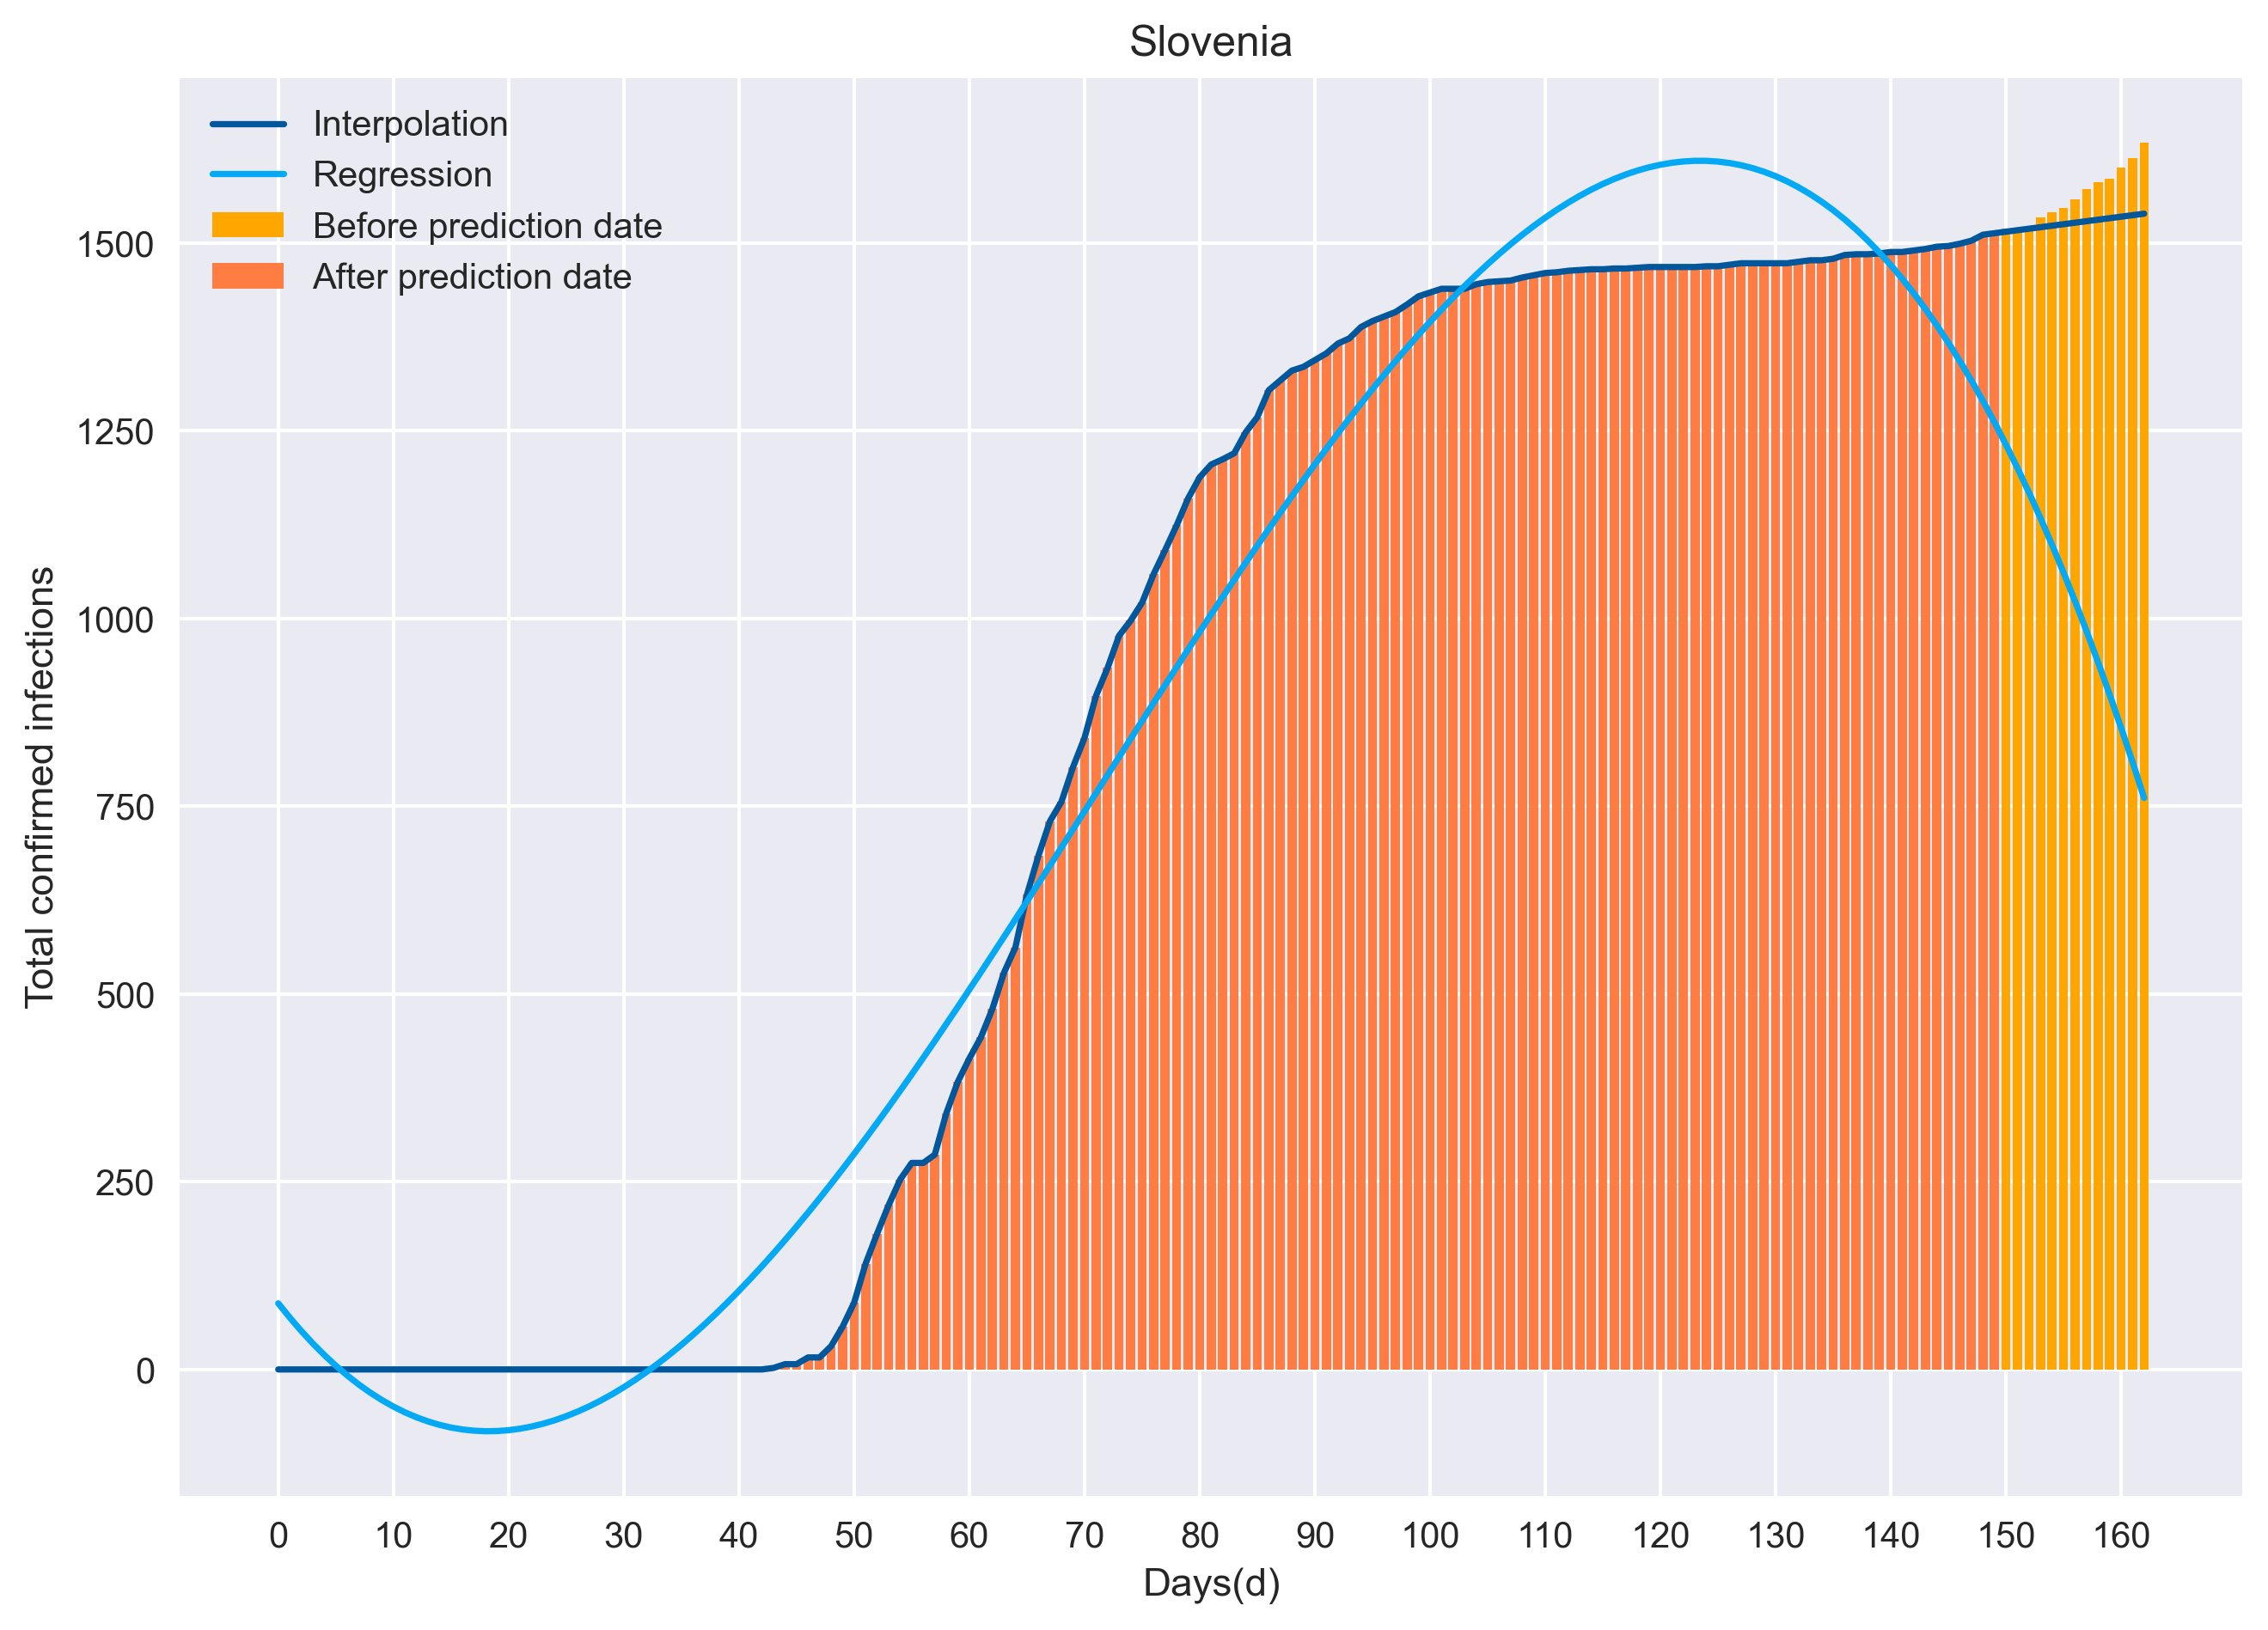 Slovenia
Interpolation
Regression
Before prediction date
After prediction date
1500
1250
1000
750
500
250
0
Total confirmed infections
0 10 20 30 40 50 60 70 80 90 100 110 120 130 140 150 160
Days(d)